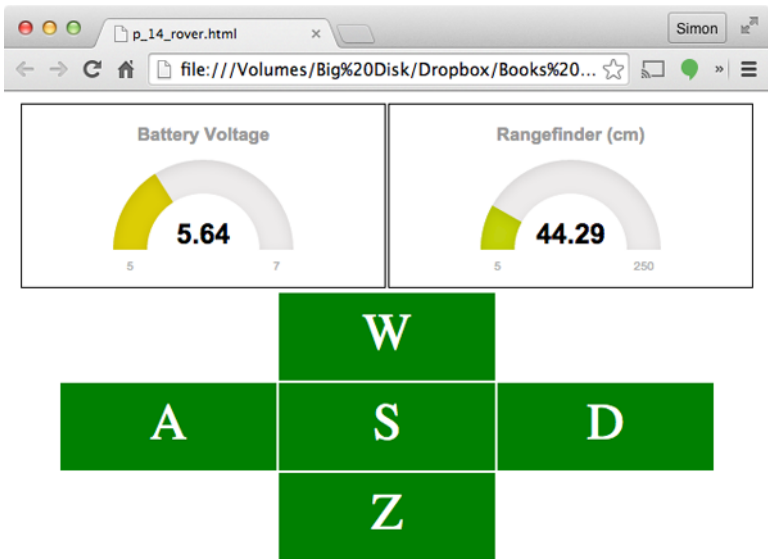 p_14_rover.html
Simon
file:///Volumes/Big%20Disk/Dropbox/Books%20...
Battery Voltage
5.64
5 7
Rangefinder (cm)
44.29
5 250
W
A S D
Z